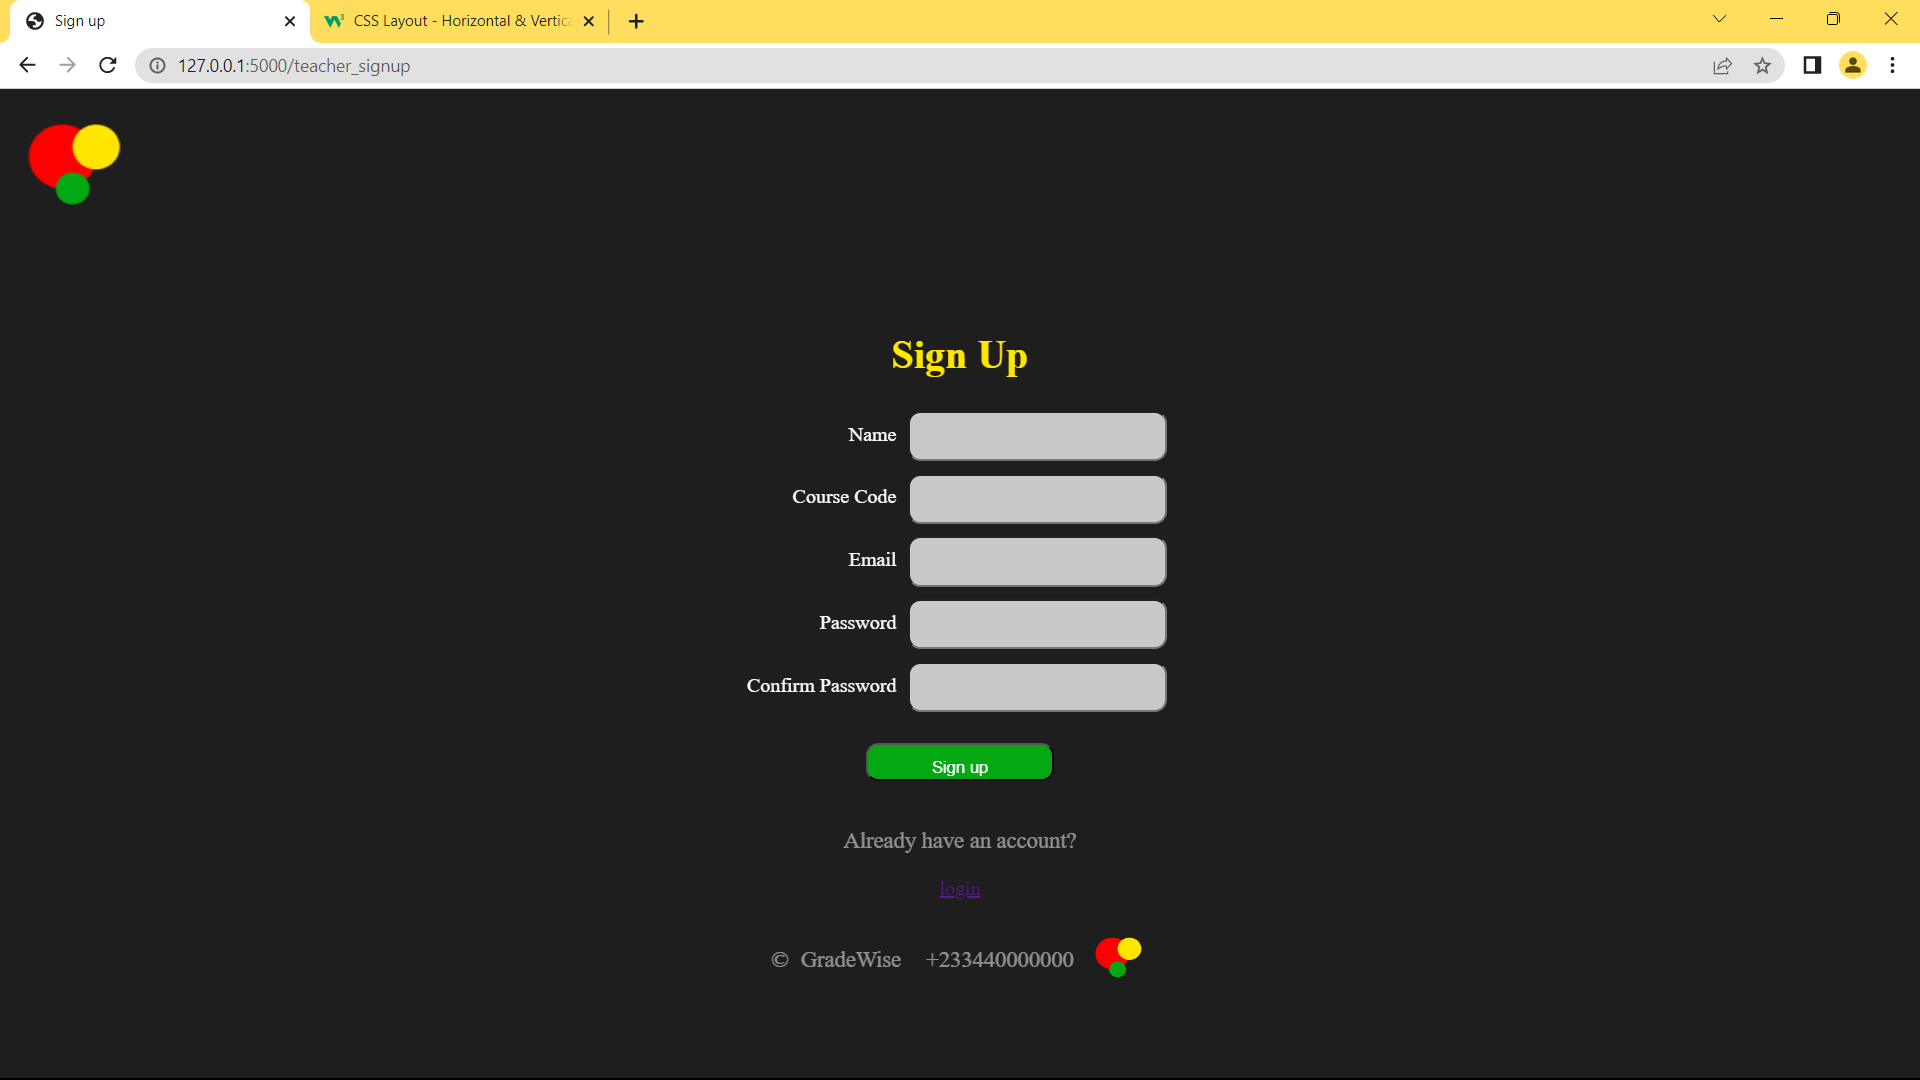 Sign up
CSS Layout - Horizontal & Vertic
127.0.0.1:5000/teacher_signup
Sign Up
Name
Course Code
Email
Password
Confirm Password
Sign up
Already have an account?
login
© GradeWise +233440000000